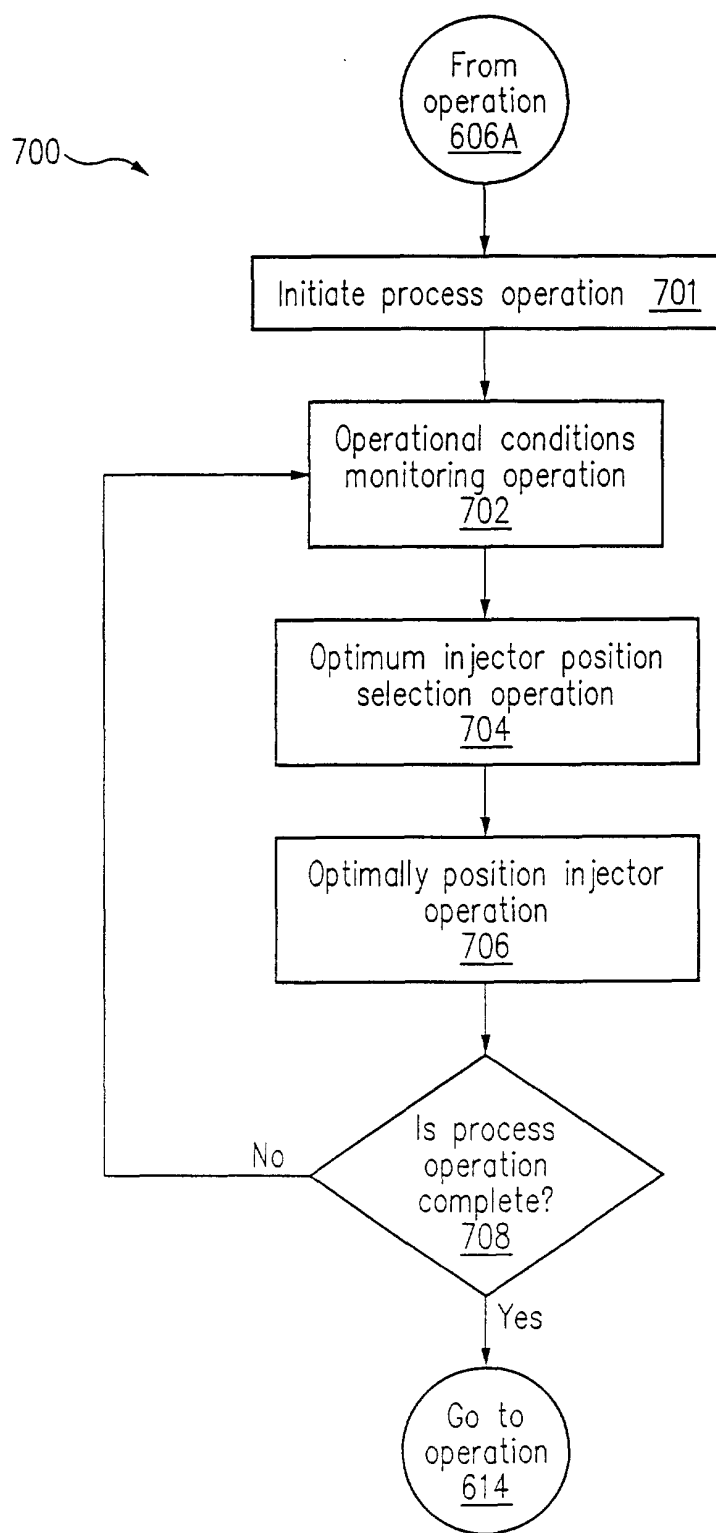 From
operation
606A
700
Initiate process operation 701
Operational conditions
monitoring operation
702
Optimum injector position
selection operation
704
Optimally position injector
operation
706
Is process
operation
complete?
708
No
Yes
Go to
operation
614